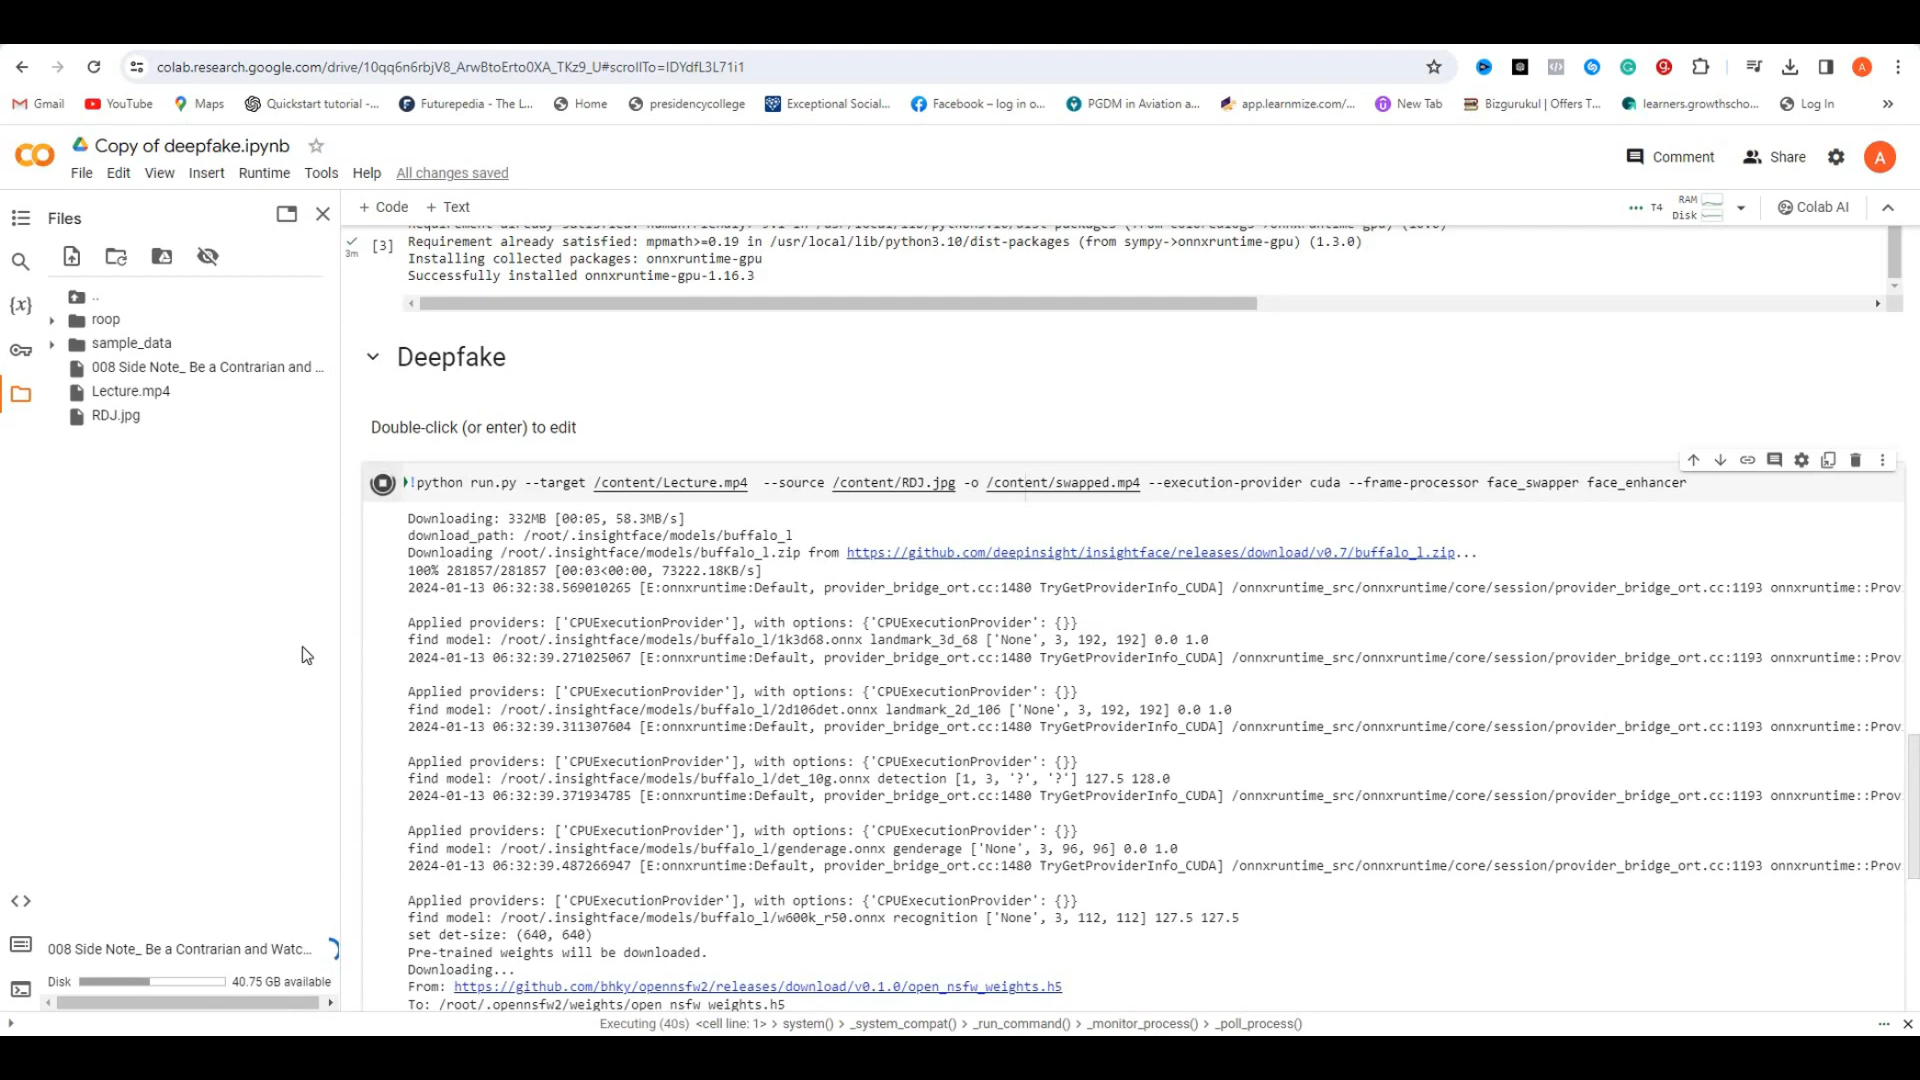 colab.research.google.com/drive/10qq6n6rbjV8_ArwBtoErto0XA_TKz9_U#scrollTo=IDYdfL3L71i1
A
Gmail YouTube Maps Quickstart tutorial -... Futurepedia - The L... Home presidencycollege Exceptional Social... Facebook – log in o... PGDM in Aviation a... app.learnmize.com/... New Tab Bizgurukul | Offers T... learners.growthscho... Log In »
CO Copy of deepfake.ipynb
Comment Share A
File Edit View Insert Runtime Tools Help All changes saved
Files
+ Code + Text
T4 RAM Disk Colab AI
{x}
..
roop
sample_data
008 Side Note_ Be a Contrarian and ...
Lecture.mp4
RDJ.jpg
3m
[3]
Requirement already satisfied: mpmath>=0.19 in /usr/local/lib/python3.10/dist-packages (from sympy->onnxruntime-gpu) (1.3.0)
Installing collected packages: onnxruntime-gpu
Successfully installed onnxruntime-gpu-1.16.3
Deepfake
Double-click (or enter) to edit
!python run.py --target /content/Lecture.mp4 --source /content/RDJ.jpg -o /content/swapped.mp4 --execution-provider cuda --frame-processor face_swapper face_enhancer
Downloading: 332MB [00:05, 58.3MB/s]
download_path: /root/.insightface/models/buffalo_l
Downloading /root/.insightface/models/buffalo_l.zip from https://github.com/deepinsight/insightface/releases/download/v0.7/buffalo_l.zip...
100% 281857/281857 [00:03<00:00, 73222.18KB/s]
2024-01-13 06:32:38.569010265 [E:onnxruntime:Default, provider_bridge_ort.cc:1480 TryGetProviderInfo_CUDA] /onnxruntime_src/onnxruntime/core/session/provider_bridge_ort.cc:1193 onnxruntime::Prov
Applied providers: ['CPUExecutionProvider'], with options: {'CPUExecutionProvider': {}}
find model: /root/.insightface/models/buffalo_l/1k3d68.onnx landmark_3d_68 ['None', 3, 192, 192] 0.0 1.0
2024-01-13 06:32:39.271025067 [E:onnxruntime:Default, provider_bridge_ort.cc:1480 TryGetProviderInfo_CUDA] /onnxruntime_src/onnxruntime/core/session/provider_bridge_ort.cc:1193 onnxruntime::Prov
Applied providers: ['CPUExecutionProvider'], with options: {'CPUExecutionProvider': {}}
find model: /root/.insightface/models/buffalo_l/2d106det.onnx landmark_2d_106 ['None', 3, 192, 192] 0.0 1.0
2024-01-13 06:32:39.311307604 [E:onnxruntime:Default, provider_bridge_ort.cc:1480 TryGetProviderInfo_CUDA] /onnxruntime_src/onnxruntime/core/session/provider_bridge_ort.cc:1193 onnxruntime::Prov
Applied providers: ['CPUExecutionProvider'], with options: {'CPUExecutionProvider': {}}
find model: /root/.insightface/models/buffalo_l/det_10g.onnx detection [1, 3, '?', '?'] 127.5 128.0
2024-01-13 06:32:39.371934785 [E:onnxruntime:Default, provider_bridge_ort.cc:1480 TryGetProviderInfo_CUDA] /onnxruntime_src/onnxruntime/core/session/provider_bridge_ort.cc:1193 onnxruntime::Prov
Applied providers: ['CPUExecutionProvider'], with options: {'CPUExecutionProvider': {}}
find model: /root/.insightface/models/buffalo_l/genderage.onnx genderage ['None', 3, 96, 96] 0.0 1.0
2024-01-13 06:32:39.487266947 [E:onnxruntime:Default, provider_bridge_ort.cc:1480 TryGetProviderInfo_CUDA] /onnxruntime_src/onnxruntime/core/session/provider_bridge_ort.cc:1193 onnxruntime::Prov
Applied providers: ['CPUExecutionProvider'], with options: {'CPUExecutionProvider': {}}
find model: /root/.insightface/models/buffalo_l/w600k_r50.onnx recognition ['None', 3, 112, 112] 127.5 127.5
set det-size: (640, 640)
Pre-trained weights will be downloaded.
Downloading...
From: https://github.com/bhky/opennsfw2/releases/download/v0.1.0/open_nsfw_weights.h5
To: /root/.opennsfw2/weights/open_nsfw_weights.h5
008 Side Note_ Be a Contrarian and Watc...
Disk 40.75 GB available
Executing (40s) <cell line: 1> > system() > _system_compat() > _run_command() > _monitor_process() > _poll_process()